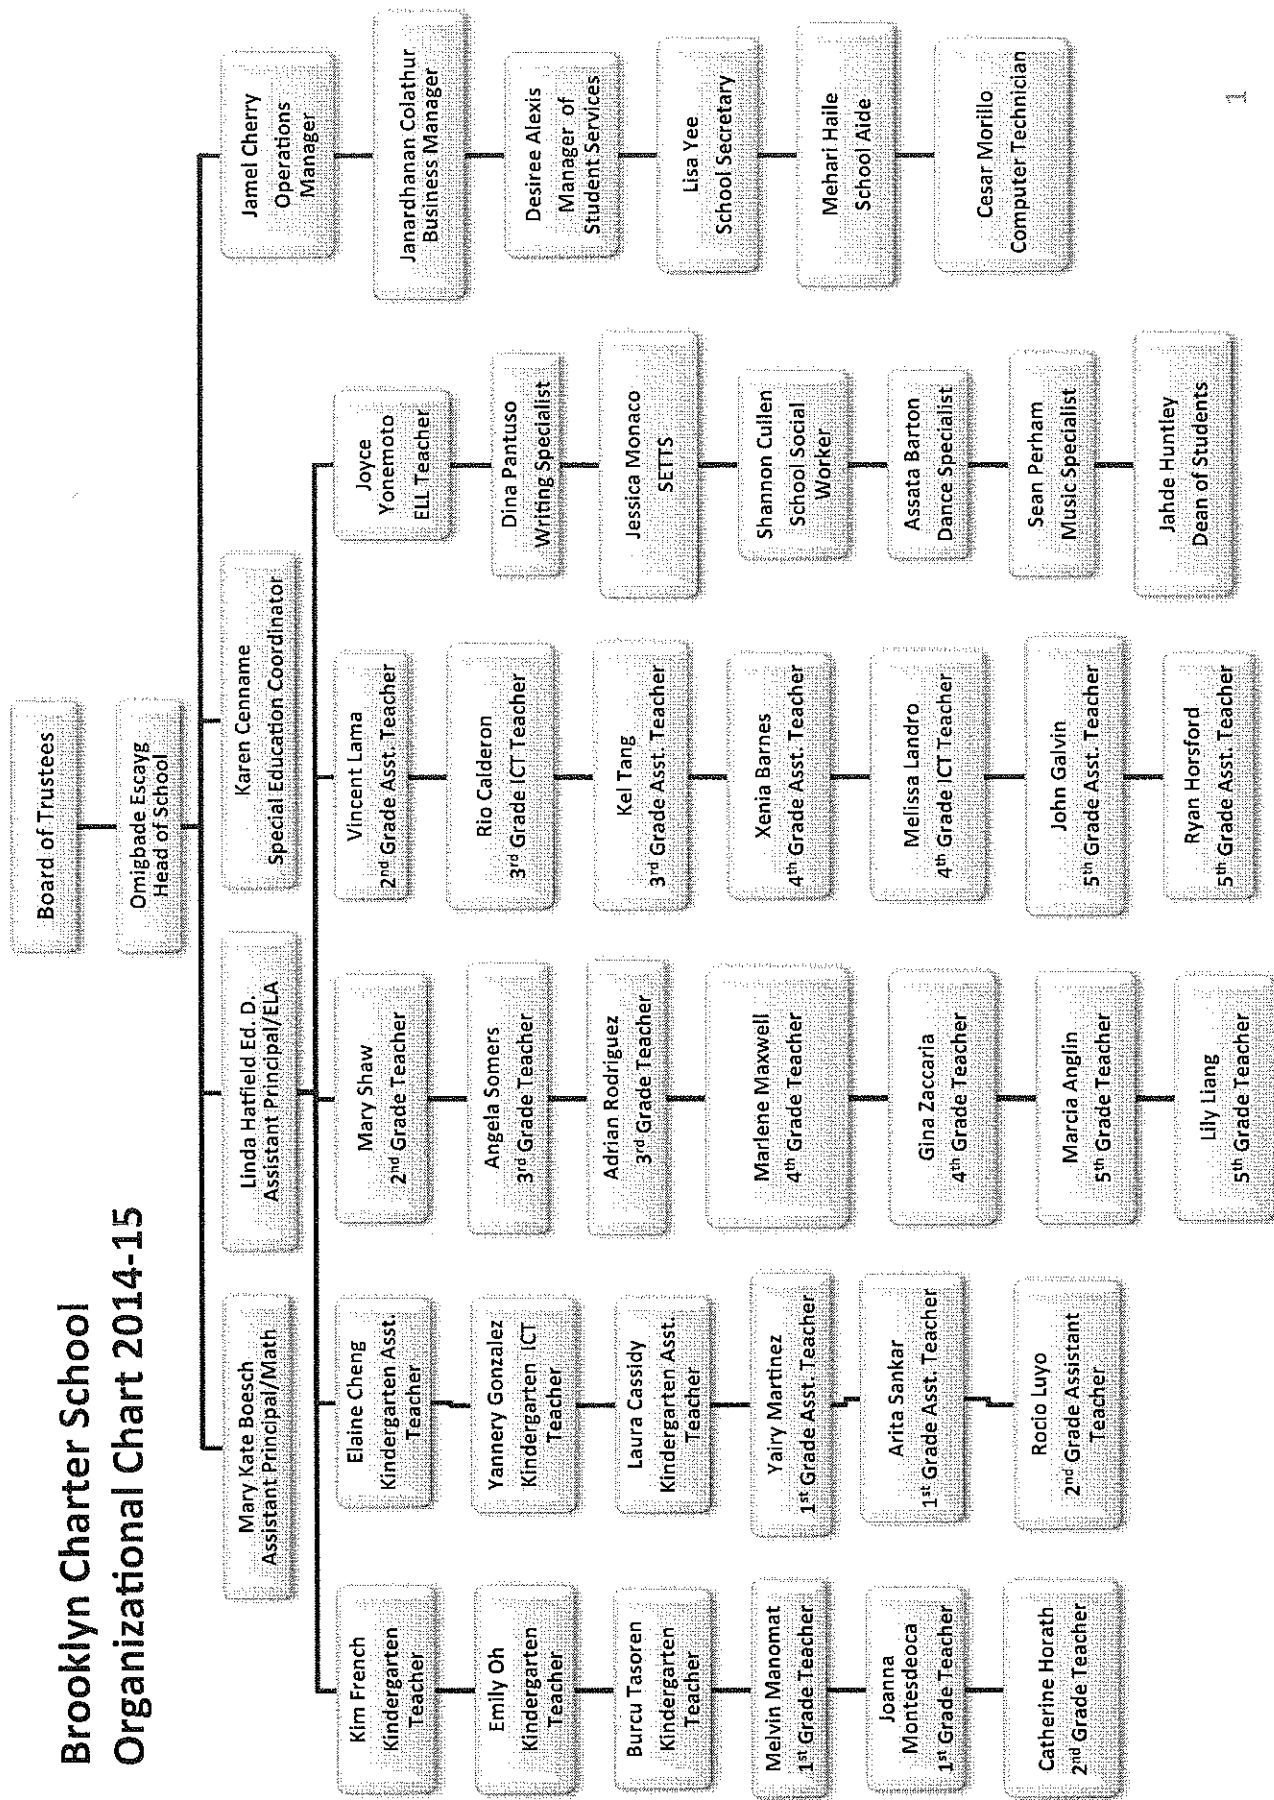 Brooklyn Charter School
Organizational Chart 2014-15
Board of Trustees
Omigbade Escayg
Head of School
Mary Kate Boesch
Assistant Principal/Math
Linda Hatfield Ed. D.
Assistant Principal/ELA
Karen Cenname
Special Education Coordinator
Jamel Cherry
Operations
Manager
Kim French
Kindergarten
Teacher
Emily Oh
Kindergarten
Teacher
Burcu Tasoren
Kindergarten
Teacher
Melvin Manomat
1st Grade Teacher
Joanna
Montesdeoca
1st Grade Teacher
Catherine Horath
2nd Grade Teacher
Elaine Cheng
Kindergarten Asst.
Teacher
Yannery Gonzalez
Kindergarten ICT
Teacher
Laura Cassidy
Kindergarten Asst.
Teacher
Yairy Martinez
1st Grade Asst. Teacher
Arita Sankar
1st Grade Asst. Teacher
Rocio Luyo
2nd Grade Assistant
Teacher
Mary Shaw
2nd Grade Teacher
Angela Somers
3rd Grade Teacher
Adrian Rodriguez
3rd Grade Teacher
Marlene Maxwell
4th Grade Teacher
Gina Zaccaria
4th Grade Teacher
Marcia Anglin
5th Grade Teacher
Lily Liang
5th Grade Teacher
Vincent Lama
2nd Grade Asst. Teacher
Rio Calderon
3rd Grade ICT Teacher
Kel Tang
3rd Grade Asst. Teacher
Xenia Barnes
4th Grade Asst. Teacher
Melissa Landro
4th Grade ICT Teacher
John Galvin
5th Grade Asst. Teacher
Ryan Horsford
5th Grade Asst. Teacher
Joyce
Yonemoto
ELL Teacher
Dina Pantuso
Writing Specialist
Jessica Monaco
SETTS
Shannon Cullen
School Social
Worker
Assata Barton
Dance Specialist
Sean Perham
Music Specialist
Jahde Huntley
Dean of Students
Janardhanan Colathur
Business Manager
Desiree Alexis
Manager of
Student Services
Lisa Yee
School Secretary
Mehari Haile
School Aide
Cesar Morilo
Computer Technician
1